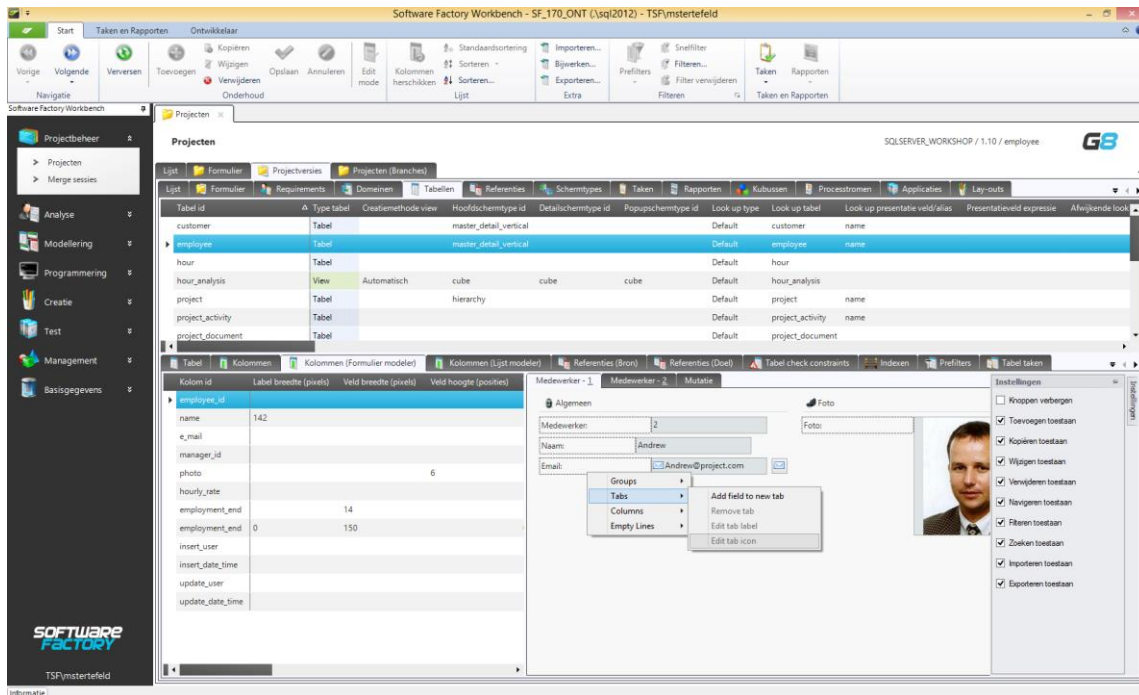 Software Factory Workbench - SF_170_ONT (.\sql2012) - TSF\mstertefeld
Start Taken en Rapporten Ontwikkelaar
Vorige Volgende Verversen Toevoegen Kopiëren Wijzigen Verwijderen Opslaan Annuleren Edit mode Kolommen herschikken Standaardsortering Sorteren Sorteren... Importeren... Bijwerken... Exporteren... Prefilters Snelfilter Filteren... Filter verwijderen Taken Rapporten
Navigatie Onderhoud Lijst Extra Filteren Taken en Rapporten
Software Factory Workbench
Projecten
Projectbeheer
Projecten
Merge sessies
Analyse
Modellering
Programmering
Creatie
Test
Management
Basisgegevens
SOFTWARE
FACTORY
TSF\mstertefeld
Informatie
Projecten SQLSERVER_WORKSHOP / 1.10 / employee G8
Lijst Formulier Projectversies Projecten (Branches)
Lijst Formulier Requirements Domeinen Tabellen Referenties Schermtypes Taken Rapporten Kubussen Processtromen Applicaties Lay-outs
Tabel id Type tabel Creatiemethode view Hoofdschermtype id Detailschermtype id Popupschermtype id Look up type Look up tabel Look up presentatie veld/alias Presentatieveld expressie Afwijkende look
customer Tabel master_detail_vertical Default customer name
employee Tabel master_detail_vertical Default employee name
hour Tabel Default hour
hour_analysis View Automatisch cube cube cube Default hour_analysis
project Tabel hierarchy Default project name
project_activity Tabel Default project_activity name
project_document Tabel Default project_document
Tabel Kolommen Kolommen (Formulier modeler) Kolommen (Lijst modeler) Referenties (Bron) Referenties (Doel) Tabel check constraints Indexen Prefilters Tabel taken
Kolom id Label breedte (pixels) Veld breedte (pixels) Veld hoogte (posities)
employee_id
name 142
e_mail
manager_id
photo 6
hourly_rate
employment_end 14
employment_end 0 150
insert_user
insert_date_time
update_user
update_date_time
Medewerker - 1 Medewerker - 2 Mutatie
Algemeen Foto
Medewerker: 2 Foto:
Naam: Andrew
Email: Andrew@project.com
Groups
Tabs
Columns
Empty Lines
Add field to new tab
Remove tab
Edit tab label
Edit tab icon
Instellingen
Knoppen verbergen
Toevoegen toestaan
Kopiëren toestaan
Wijzigen toestaan
Verwijderen toestaan
Navigeren toestaan
Filteren toestaan
Zoeken toestaan
Importeren toestaan
Exporteren toestaan
Instellingen